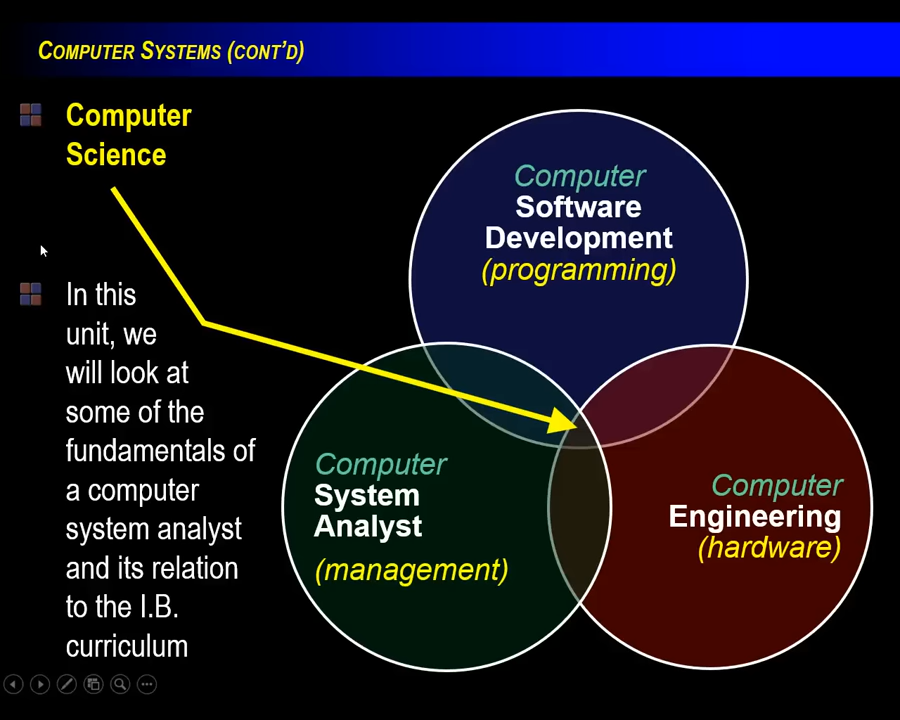 COMPUTER SYSTEMS (CONT'D)
Computer
Science
In this
unit, we
will look at
some of the
fundamentals of
a computer
system analyst
and its relation
to the I.B.
curriculum
Computer
Software
Development
(programming)
Computer
System
Analyst
(management)
Computer
Engineering
(hardware)